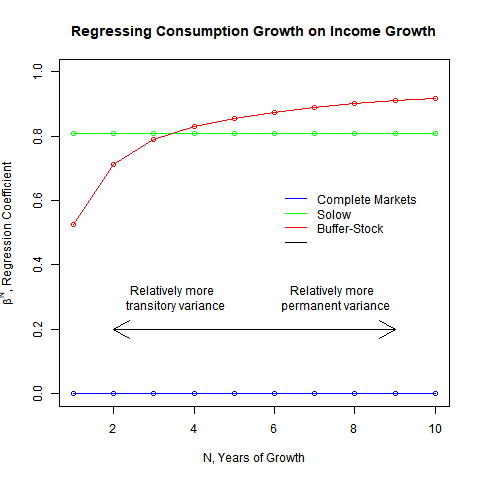 Regressing Consumption Growth on Income Growth
1.0
0.8
0.6
0.4
0.2
0.0
β^N, Regression Coefficient
Complete Markets
Solow
Buffer-Stock
Relatively more
transitory variance
Relatively more
permanent variance
2
4
6
8
10
N, Years of Growth